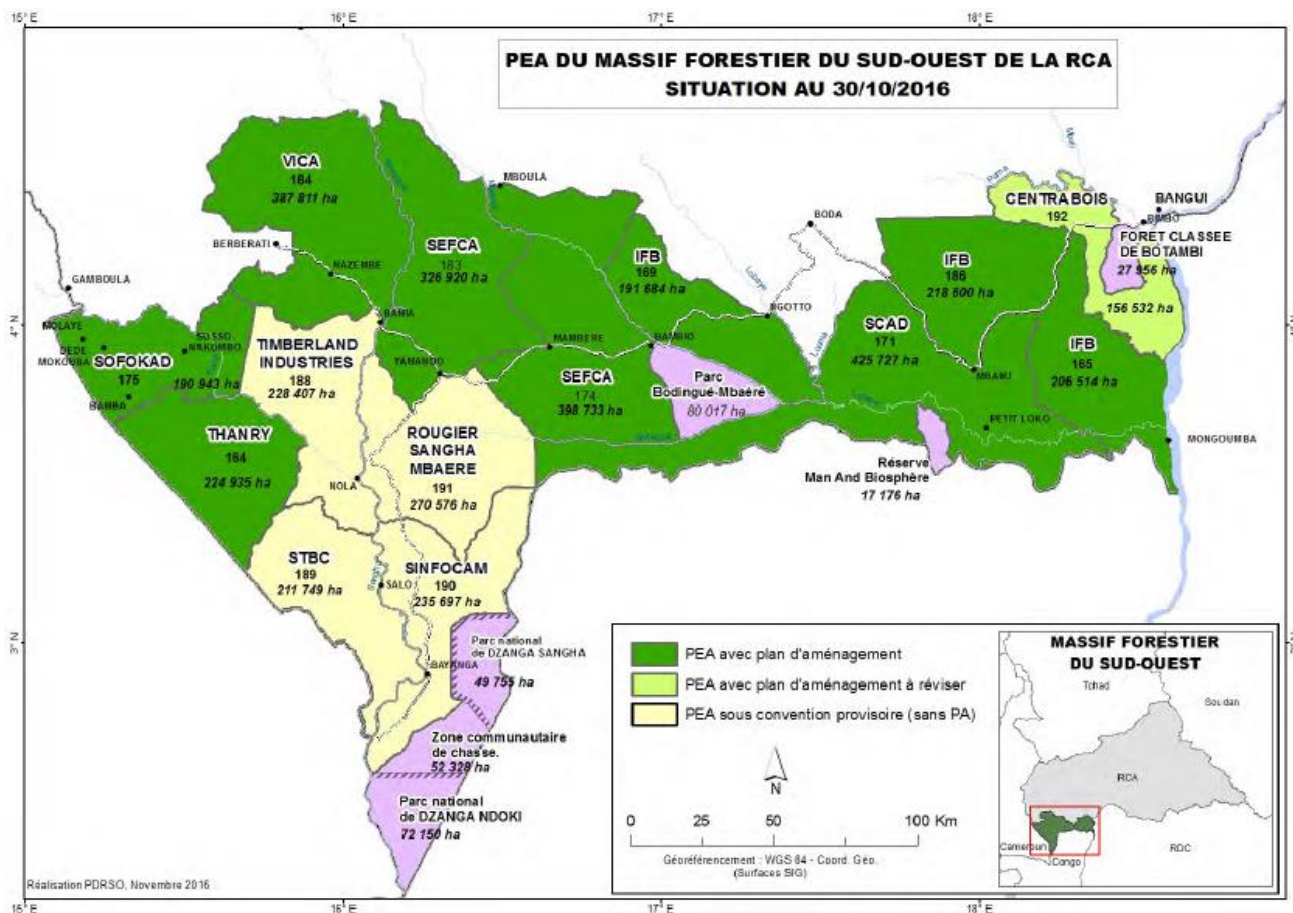 15° E
16° E
17° E
18° E
PEA DU MASSIF FORESTIER DU SUD-OUEST DE LA RCA
SITUATION AU 30/10/2016
VICA
184
387 811 ha
MBOULA
SEFCA
183
326 920 ha
BERBERATI
NAZEMBE
GAMBOULA
IFB
169
191 684 ha
BODA
Lobaye
NGOTTO
CENTRABOIS
192
Pama
BANGUI
BIMBO
FORET CLASSEE
DE BOTAMBI
27 956 ha
156 532 ha
IFB
186
218 600 ha
4° N
MOLAYE
DEDE
MOKOUBA
SOFOKAD
175
BAMBA
SOSSO
NAKOMBO
190 943 ha
BANIA
TIMBERLAND
INDUSTRIES
188
228 407 ha
YAMANDO
MAMBERE
BAMBIO
SEFCA
174
398 733 ha
Parc
Bodingué-Mbaéré
80 017 ha
SCAD
171
425 727 ha
MBAIKI
IFB
165
206 514 ha
PETIT LOKO
MONGOUMBA
THANRY
184
224 935 ha
ROUGIER
SANGHA
MBAERE
191
270 576 ha
NOLA
Réserve
Man And Biosphère
17 176 ha
STBC
189
211 749 ha
SALO
Sangha
SINFOCAM
190
235 697 ha
3° N
Parc national
de DZANGA SANGHA
49 755 ha
BAYANGA
Zone communautaire
de chasse.
52 328 ha
Parc national
de DZANGA NDOKI
72 150 ha
PEA avec plan d'aménagement
PEA avec plan d'aménagement à réviser
PEA sous convention provisoire (sans PA)
N
0 25 50 100 Km
Géoréférencement : WGS 84 - Coord. Géo.
(Surfaces SIG)
MASSIF FORESTIER
DU SUD-OUEST
Tchad
Soudan
RCA
Cameroun
Congo
RDC
Réalisation PDRSO, Novembre 2016